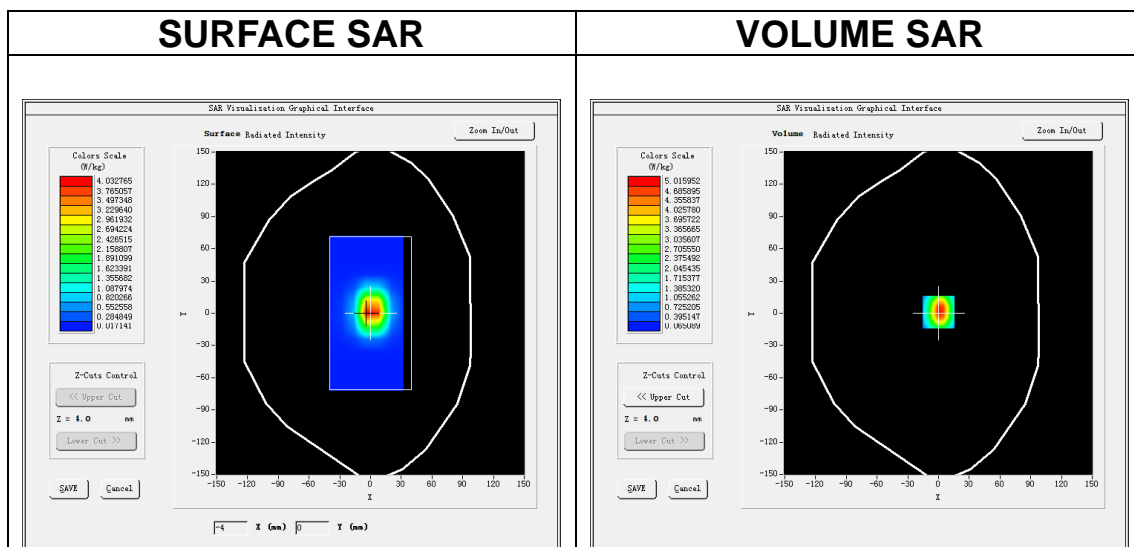 SURFACE SAR
VOLUME SAR
SAR Visualisation Graphical Interface
Surface Radiated Intensity
Zoom In/Out
Colors Scale
(W/kg)
4.032765
3.765057
3.497348
3.229640
2.961932
2.694224
2.426515
2.158807
1.891099
1.623391
1.355682
1.087974
0.820266
0.552558
0.284849
0.017141
150
120
90
60
30
0
-30
-60
-90
-120
-150
Y
-150 -120 -90 -60 -30 0 30 60 90 120 150
X
Z-Cuts Control
<< Upper Cut
Z = 4.0 mm
Lower Cut >>
SAVE Cancel
-4 X (mm) 0 Y (mm)
SAR Visualisation Graphical Interface
Volume Radiated Intensity
Zoom In/Out
Colors Scale
(W/kg)
5.015952
4.685895
4.355837
4.025780
3.695722
3.365665
3.035607
2.705550
2.375492
2.045435
1.715377
1.385320
1.055262
0.725205
0.395147
0.065089
150
120
90
60
30
0
-30
-60
-90
-120
-150
Y
-150 -120 -90 -60 -30 0 30 60 90 120 150
X
Z-Cuts Control
<< Upper Cut
Z = 4.0 mm
Lower Cut >>
SAVE Cancel